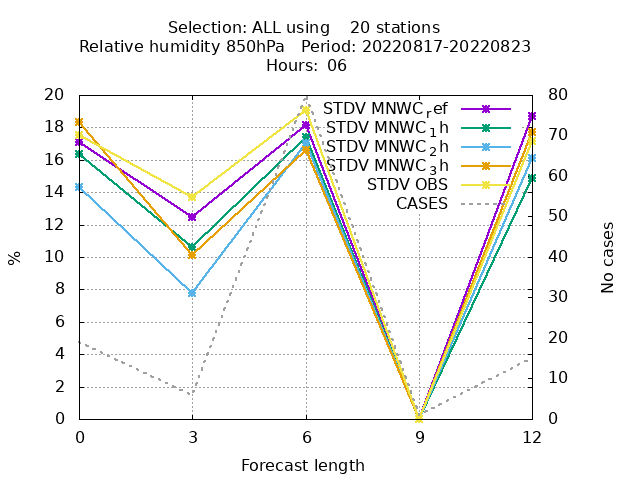 Selection: ALL using    20 stations
Relative humidity 850hPa   Period: 20220817-20220823
Hours: 06
STDV MNWC_ref
STDV MNWC_1h
STDV MNWC_2h
STDV MNWC_3h
STDV OBS
CASES
20
18
16
14
12
10
8
6
4
2
0
%
80
70
60
50
40
30
20
10
0
No cases
0 3 6 9 12
Forecast length